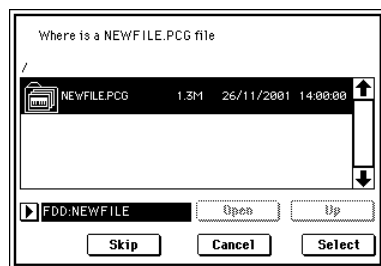 Where is a NEWFILE.PCG file
/
NEWFILE.PCG 1.3M 26/11/2001 14:00:00
FDD:NEWFILE Open Up
Skip Cancel Select